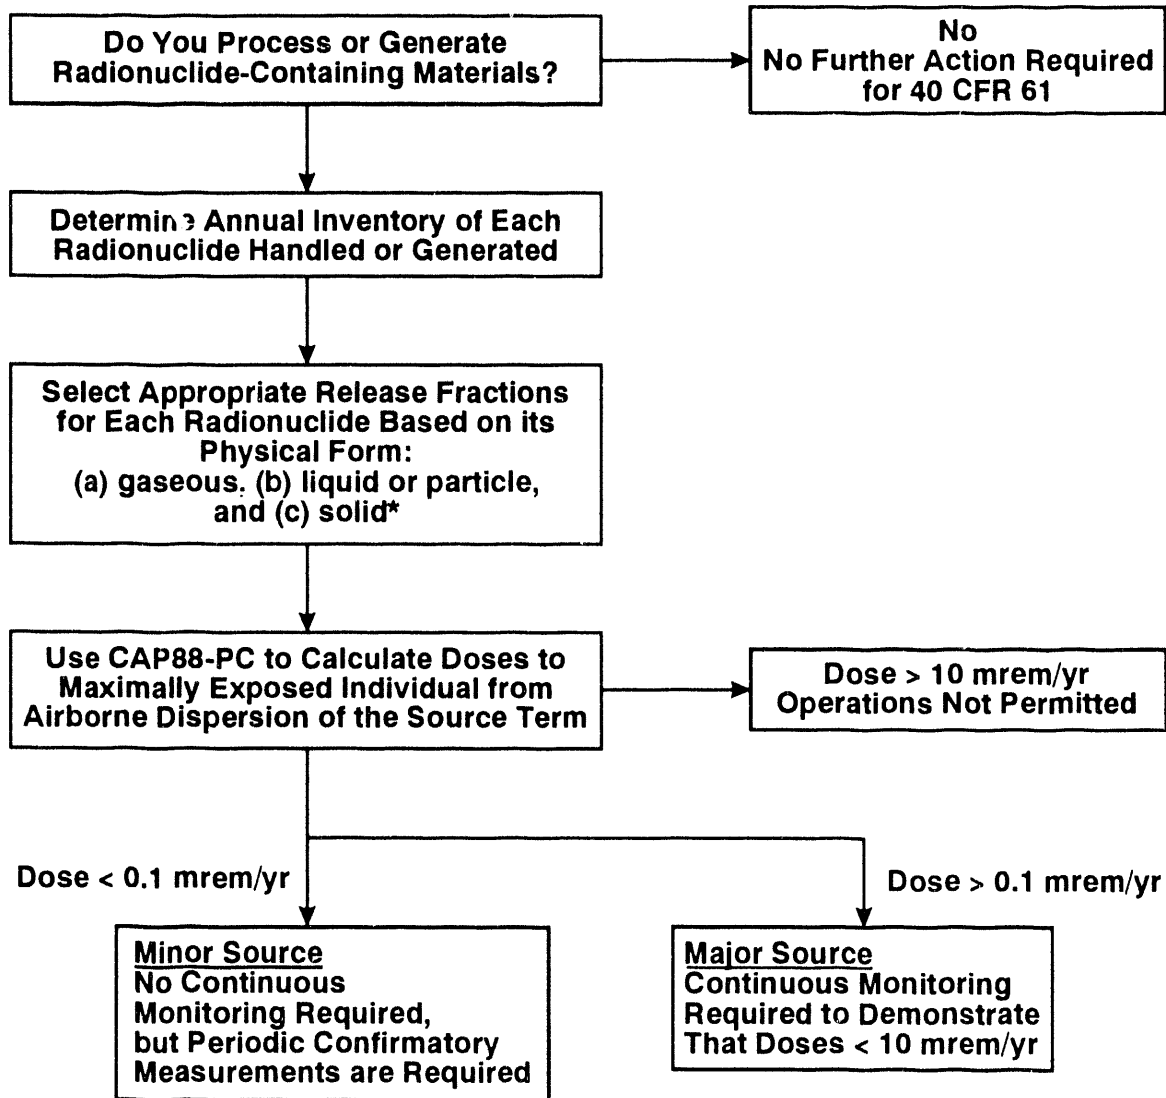 Do You Process or Generate
Radionuclide-Containing Materials?
No
No Further Action Required
for 40 CFR 61
Determine Annual Inventory of Each
Radionuclide Handled or Generated
Select Appropriate Release Fractions
for Each Radionuclide Based on its
Physical Form:
(a) gaseous. (b) liquid or particle,
and (c) solid*
Use CAP88-PC to Calculate Doses to
Maximally Exposed Individual from
Airborne Dispersion of the Source Term
Dose > 10 mrem/yr
Operations Not Permitted
Dose < 0.1 mrem/yr
Dose > 0.1 mrem/yr
Minor Source
No Continuous
Monitoring Required,
but Periodic Confirmatory
Measurements are Required
Major Source
Continuous Monitoring
Required to Demonstrate
That Doses < 10 mrem/yr